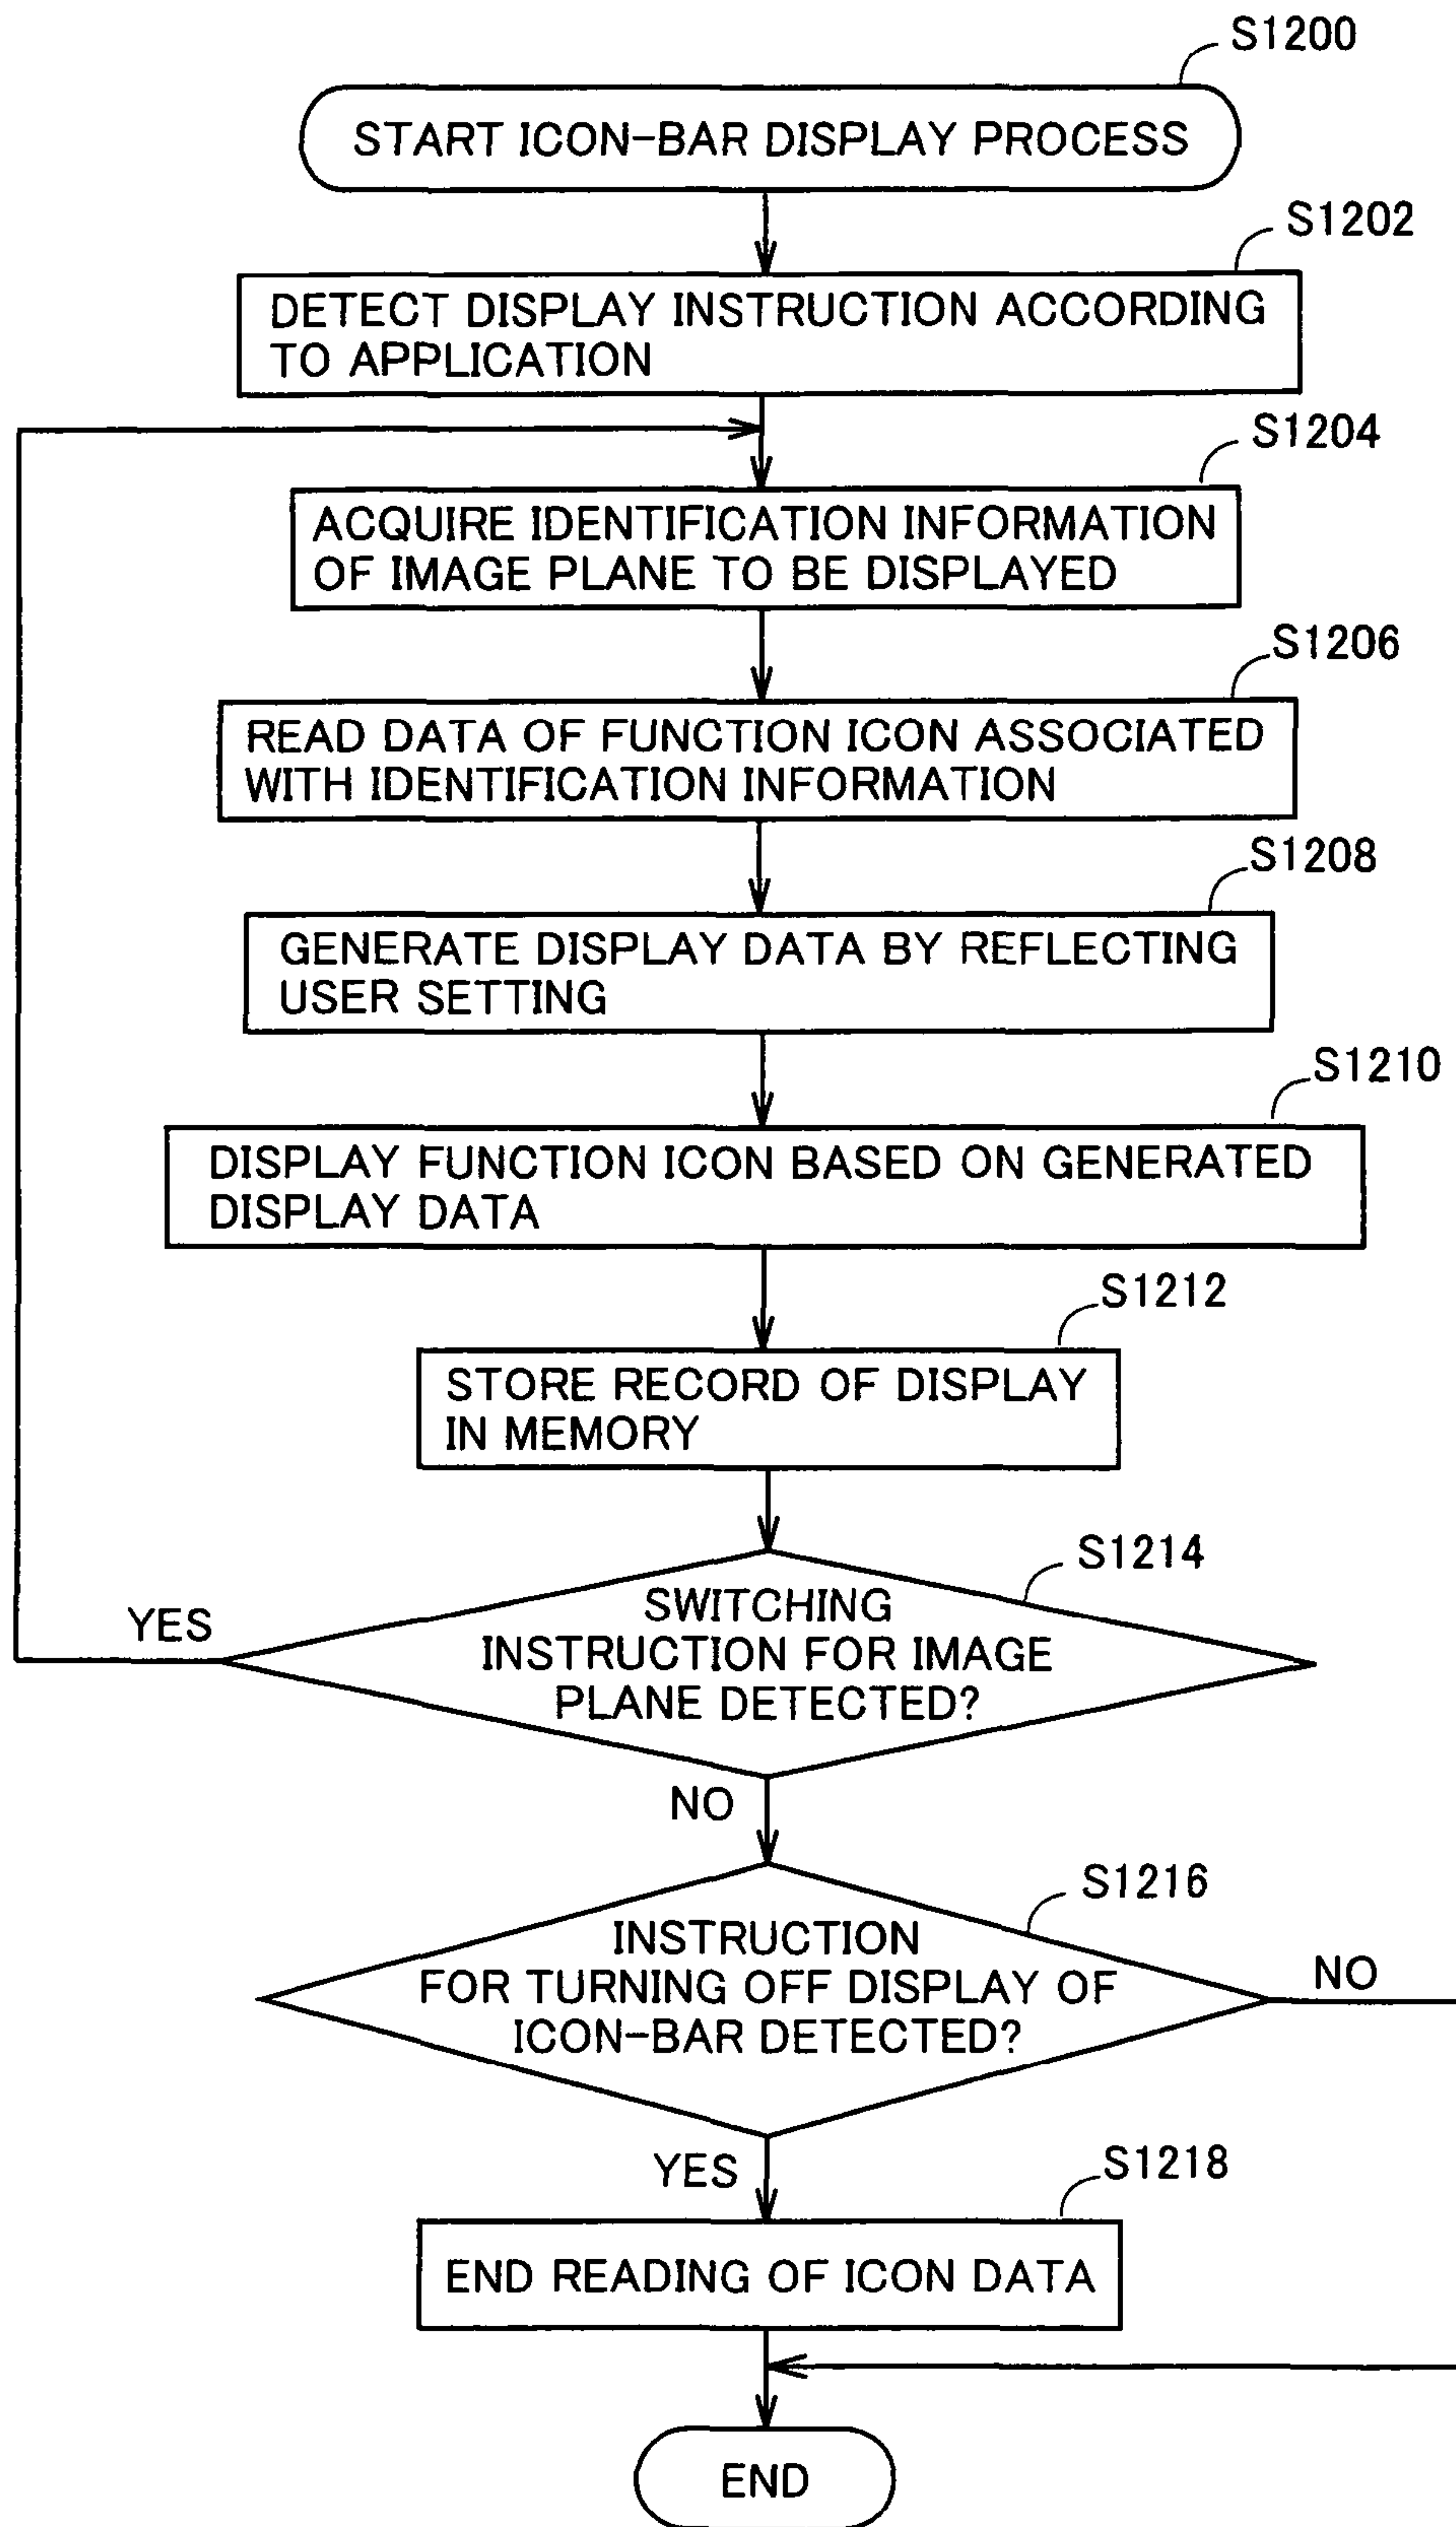 S1200
START ICON-BAR DISPLAY PROCESS
S1202
DETECT DISPLAY INSTRUCTION ACCORDING
TO APPLICATION
S1204
ACQUIRE IDENTIFICATION INFORMATION
OF IMAGE PLANE TO BE DISPLAYED
S1206
READ DATA OF FUNCTION ICON ASSOCIATED
WITH IDENTIFICATION INFORMATION
S1208
GENERATE DISPLAY DATA BY REFLECTING
USER SETTING
S1210
DISPLAY FUNCTION ICON BASED ON GENERATED
DISPLAY DATA
S1212
STORE RECORD OF DISPLAY
IN MEMORY
S1214
YES
SWITCHING
INSTRUCTION FOR IMAGE
PLANE DETECTED?
NO
S1216
INSTRUCTION
FOR TURNING OFF DISPLAY OF
ICON-BAR DETECTED?
NO
YES
S1218
END READING OF ICON DATA
END